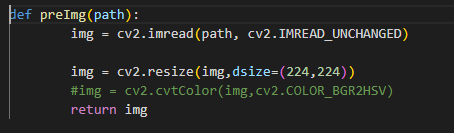 def preImg(path):
img = cv2.imread(path, cv2.IMREAD_UNCHANGED)
img = cv2.resize(img,dsize=(224,224))
#img = cv2.cvtColor(img,cv2.COLOR_BGR2HSV)
return img